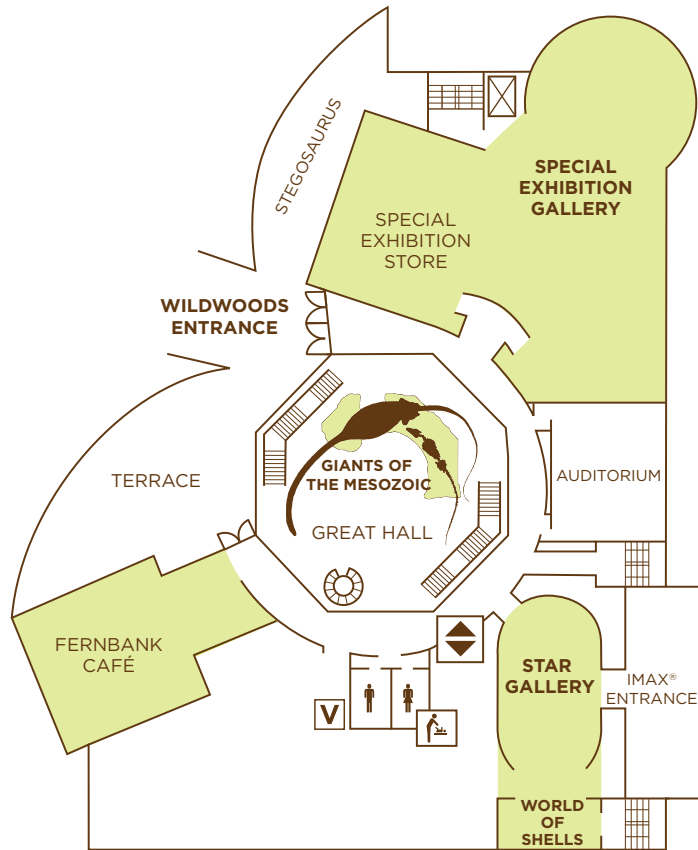 STEGOSAURUS
SPECIAL
EXHIBITION
GALLERY
SPECIAL
EXHIBITION
STORE
WILDWOODS
ENTRANCE
TERRACE
GIANTS OF
THE MESOZOIC
GREAT HALL
AUDITORIUM
FERNBANK
CAFÉ
STAR
GALLERY
IMAX®
ENTRANCE
V
WORLD
OF
SHELLS